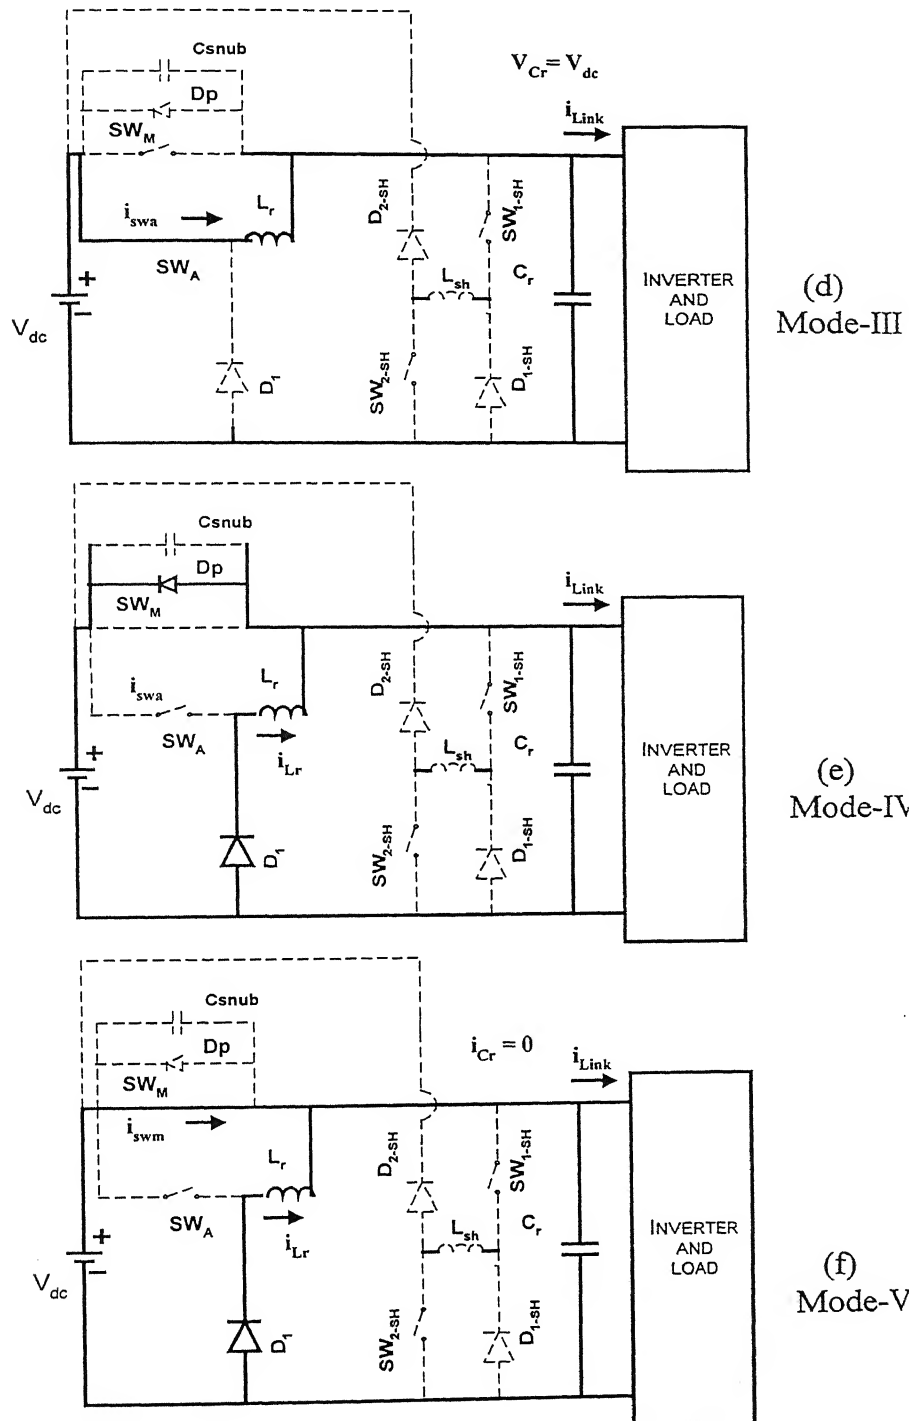 Csnub
V_Cr = V_dc
Dp
i_Link
SW_M
D_2-SH
SW_1-SH
i_swa
L_r
SW_A
L_sh
C_r
INVERTER
AND
LOAD
(d)
Mode-III
+
−
V_dc
D_1
SW_2-SH
D_1-SH
Csnub
Dp
i_Link
SW_M
D_2-SH
SW_1-SH
i_swa
L_r
SW_A
i_Lr
L_sh
C_r
INVERTER
AND
LOAD
(e)
Mode-IV
+
−
V_dc
D_1
SW_2-SH
D_1-SH
Csnub
Dp
i_Cr = 0
i_Link
SW_M
i_swm
D_2-SH
SW_1-SH
L_r
SW_A
i_Lr
L_sh
C_r
INVERTER
AND
LOAD
(f)
Mode-V
+
−
V_dc
D_1
SW_2-SH
D_1-SH